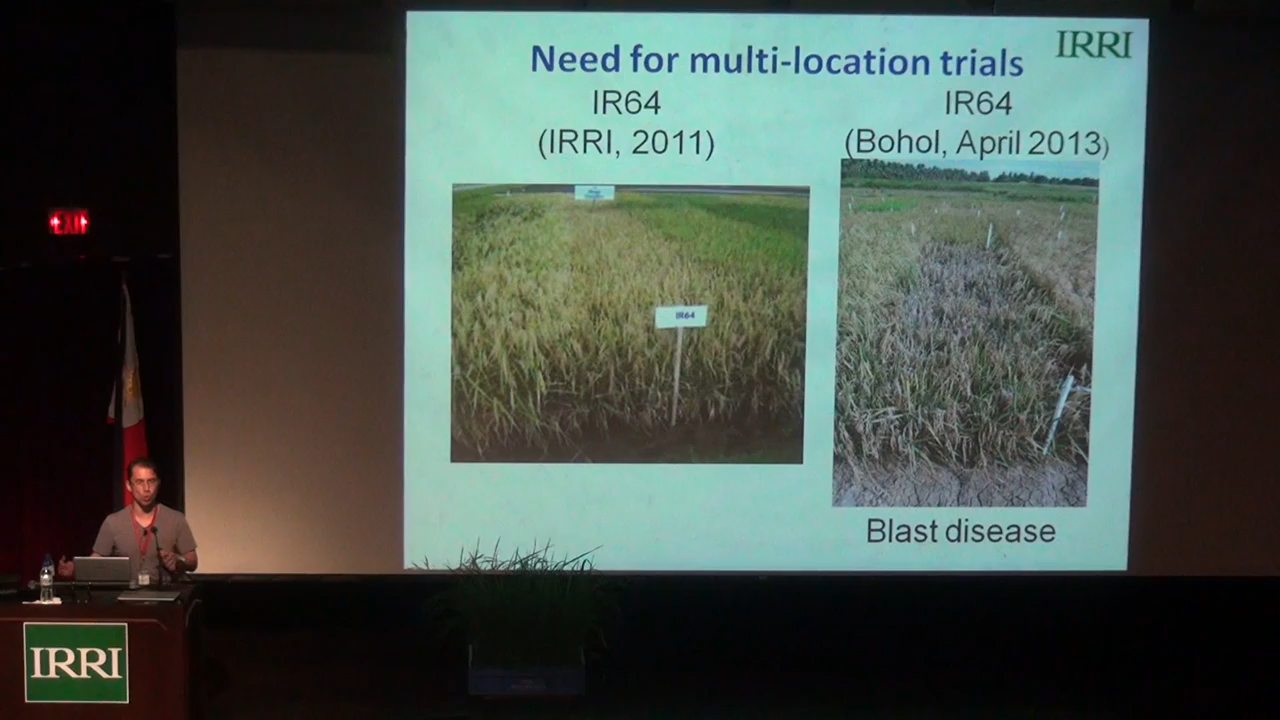 IRRI
Need for multi-location trials
IR64
(IRRI, 2011)
IR64
(Bohol, April 2013)
IR64
Blast disease
EXIT
IRRI